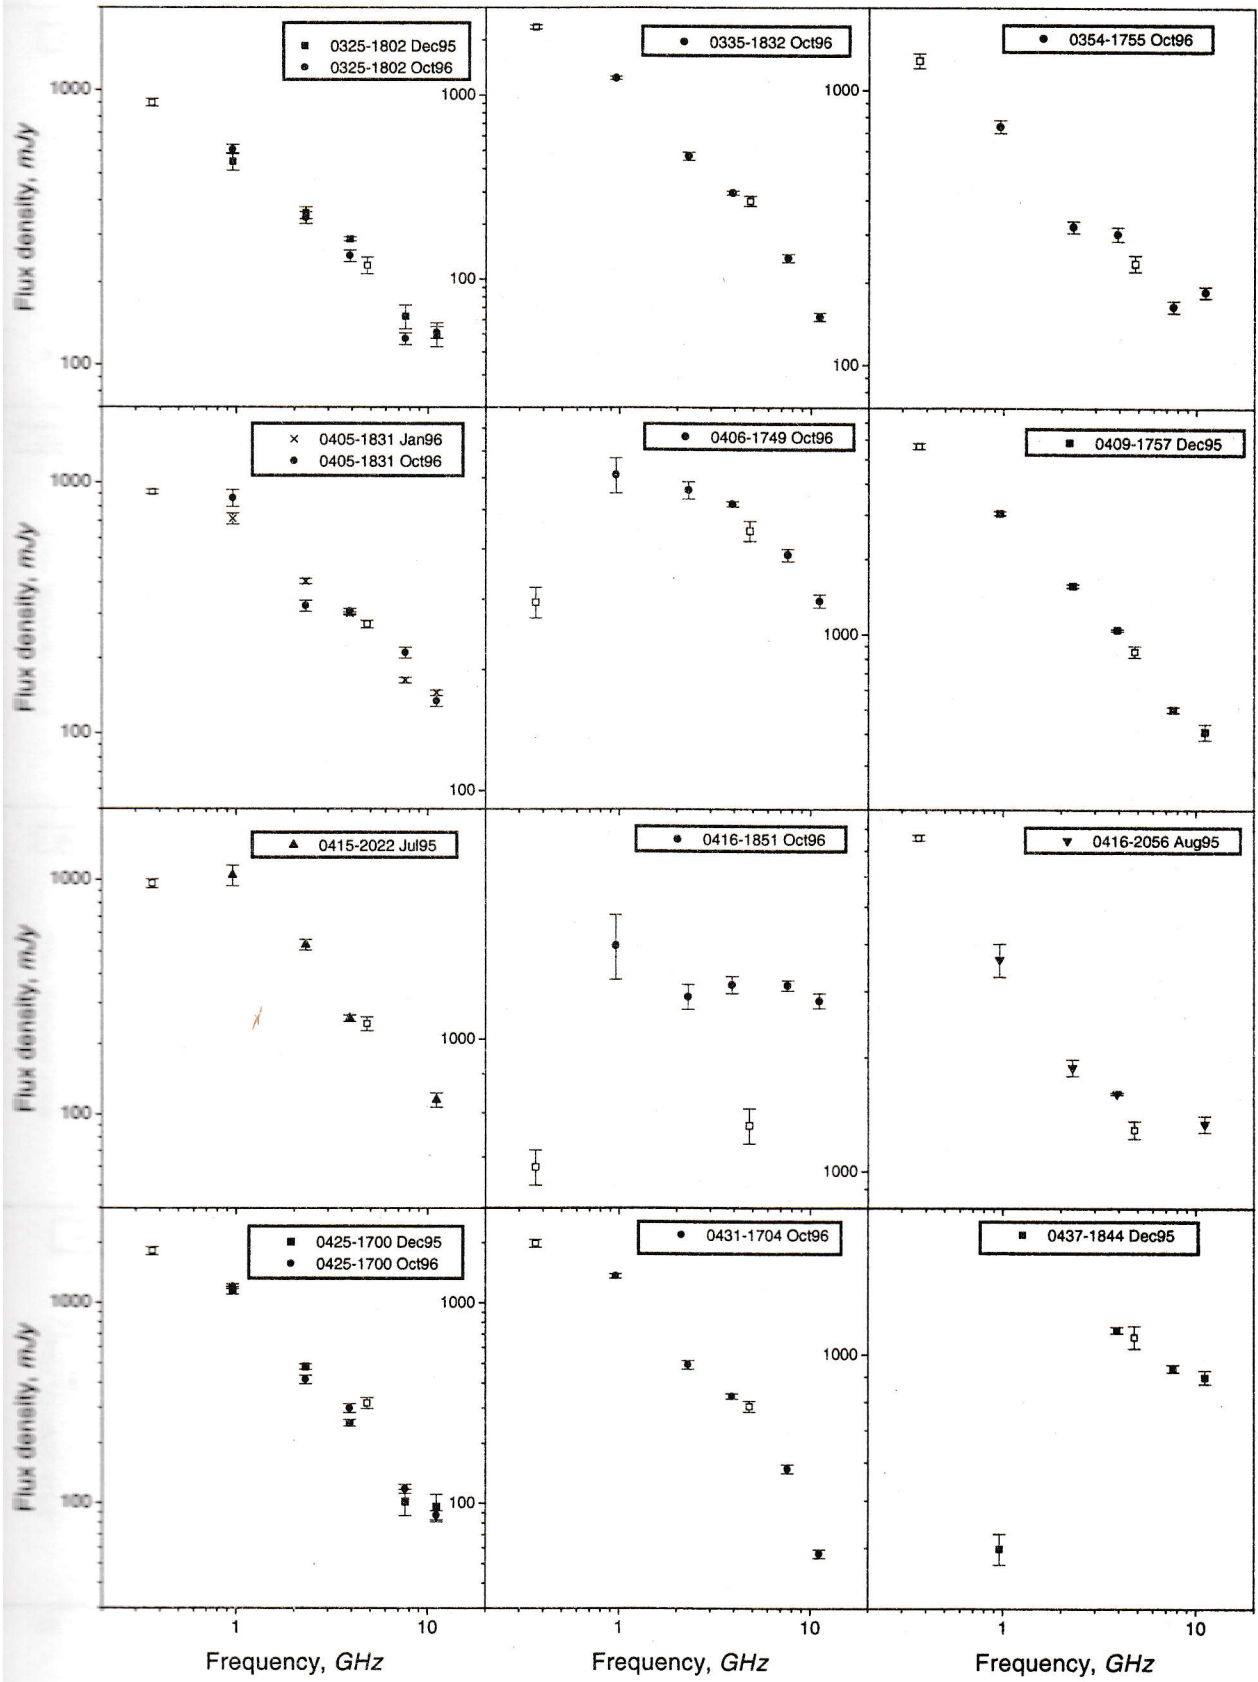 0325-1802 Dec95
0325-1802 Oct96
1000
100
Flux density, mJy
0335-1832 Oct96
1000
100
0354-1755 Oct96
1000
100
0405-1831 Jan96
0405-1831 Oct96
1000
100
Flux density, mJy
0406-1749 Oct96
1000
100
0409-1757 Dec95
1000
0415-2022 Jul95
1000
100
Flux density, mJy
0416-1851 Oct96
1000
0416-2056 Aug95
1000
0425-1700 Dec95
0425-1700 Oct96
1000
100
Flux density, mJy
0431-1704 Oct96
1000
100
0437-1844 Dec95
1000
1 10
1 10
1 10
Frequency, GHz
Frequency, GHz
Frequency, GHz